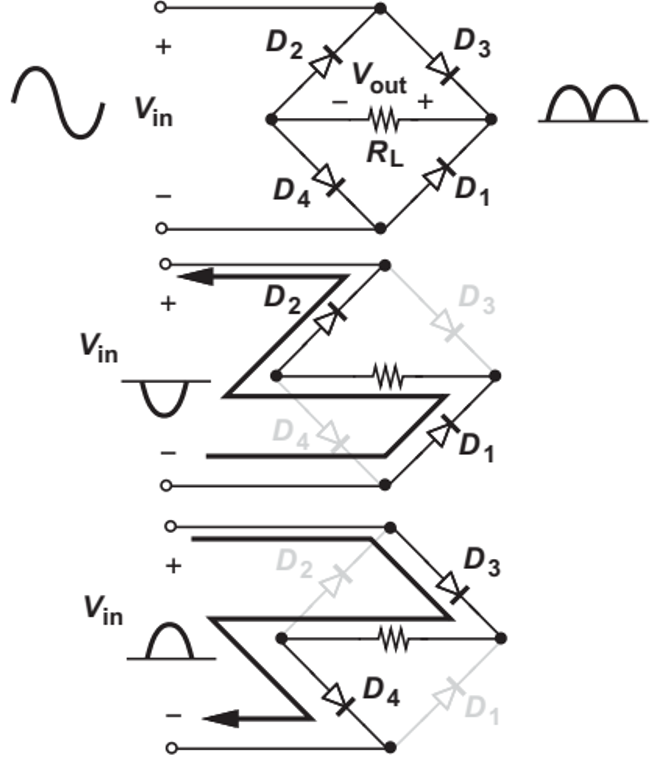 +
D2
D3
Vout
Vin
− +
RL
−
D4
D1
+
D2
D3
Vin
D4
−
D1
+
D2
D3
Vin
D4
−
D1